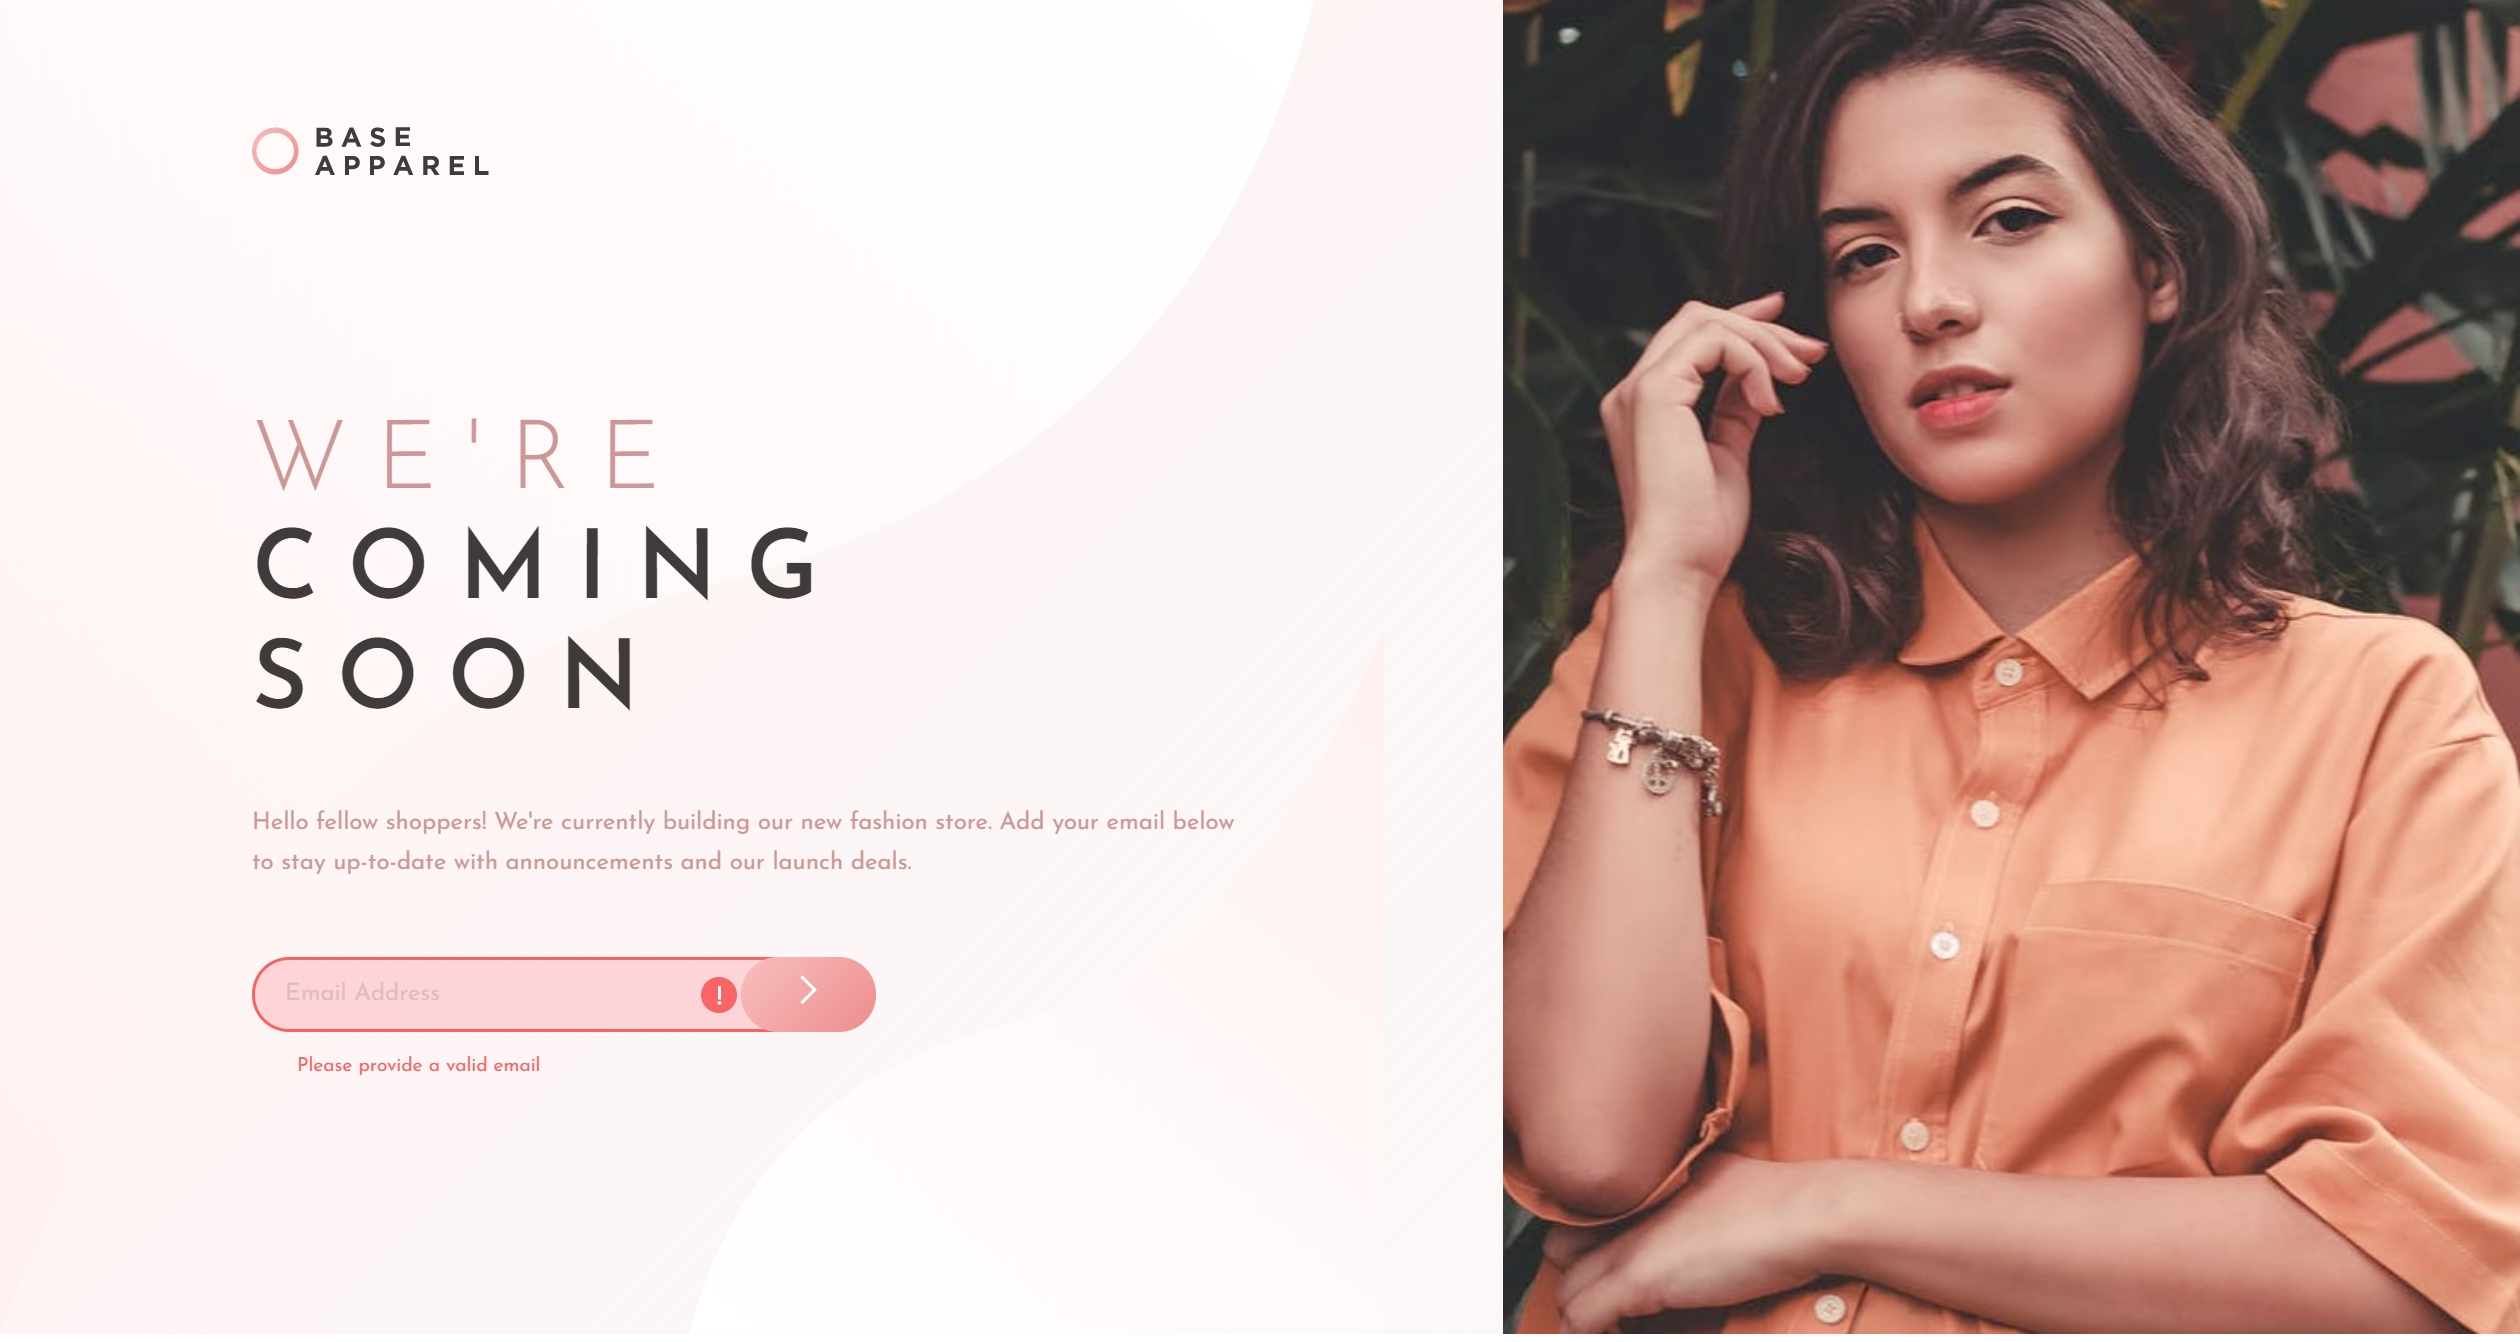 BASE
APPAREL
WE'RE
COMING
SOON
Hello fellow shoppers! We're currently building our new fashion store. Add your email below
to stay up-to-date with announcements and our launch deals.
Email Address
Please provide a valid email